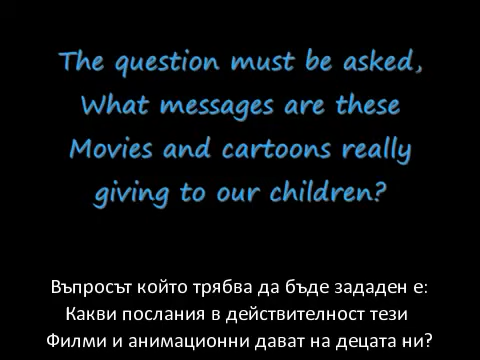 The question must be asked,
What messages are these
Movies and cartoons really
giving to our children?
Въпросът който трябва да бъде зададен е:
Какви послания в действителност тези
Филми и анимационни дават на децата ни?